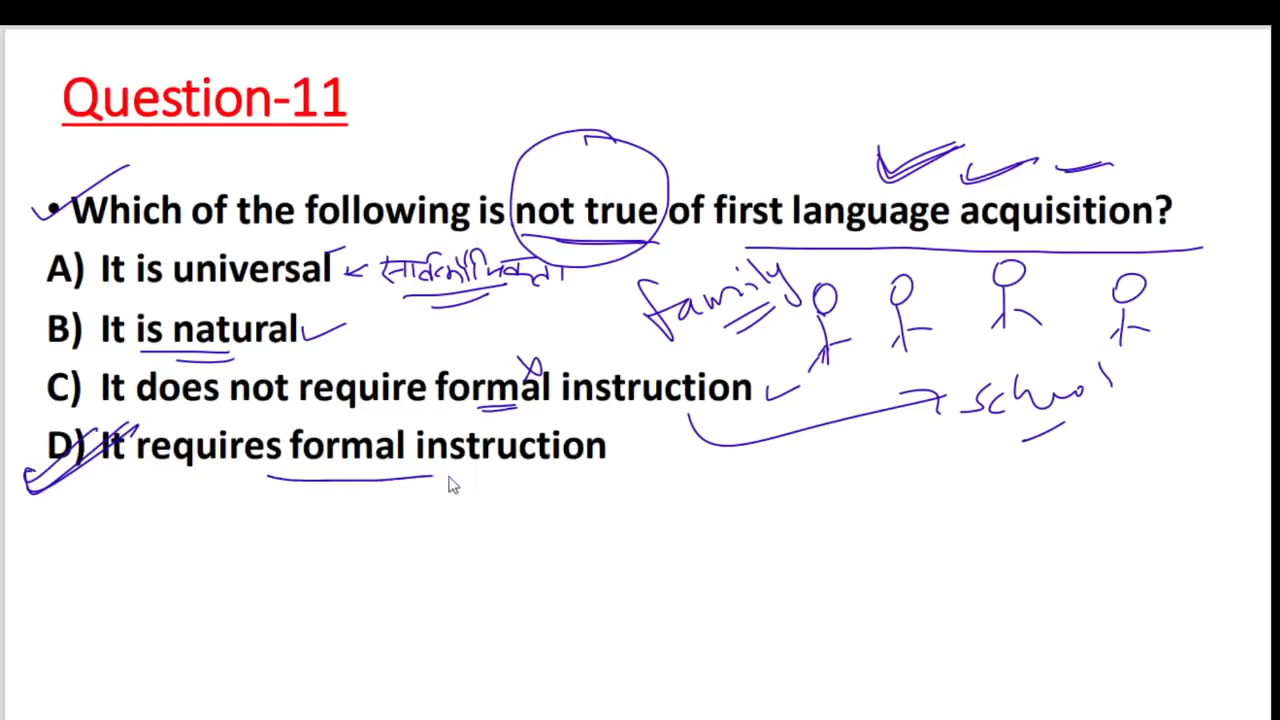 Question-11
• Which of the following is not true of first language acquisition?
A) It is universal
family
B) It is natural
C) It does not require formal instruction
school
D) It requires formal instruction